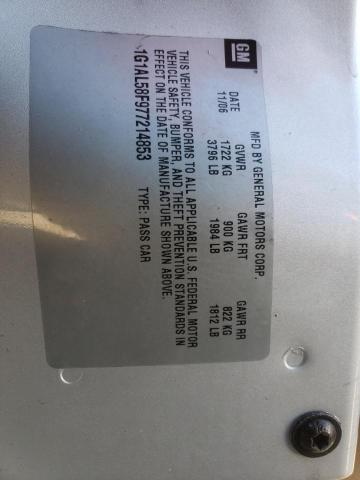 GM
MFD BY GENERAL MOTORS CORP.
DATE GVWR GAWR FRT GAWR RR
11/06 1722 KG 900 KG 822 KG
3796 LB 1984 LB 1812 LB
THIS VEHICLE CONFORMS TO ALL APPLICABLE U.S. FEDERAL MOTOR
VEHICLE SAFETY, BUMPER, AND THEFT PREVENTION STANDARDS IN
EFFECT ON THE DATE OF MANUFACTURE SHOWN ABOVE.
1G1AL58F977214853 TYPE: PASS CAR